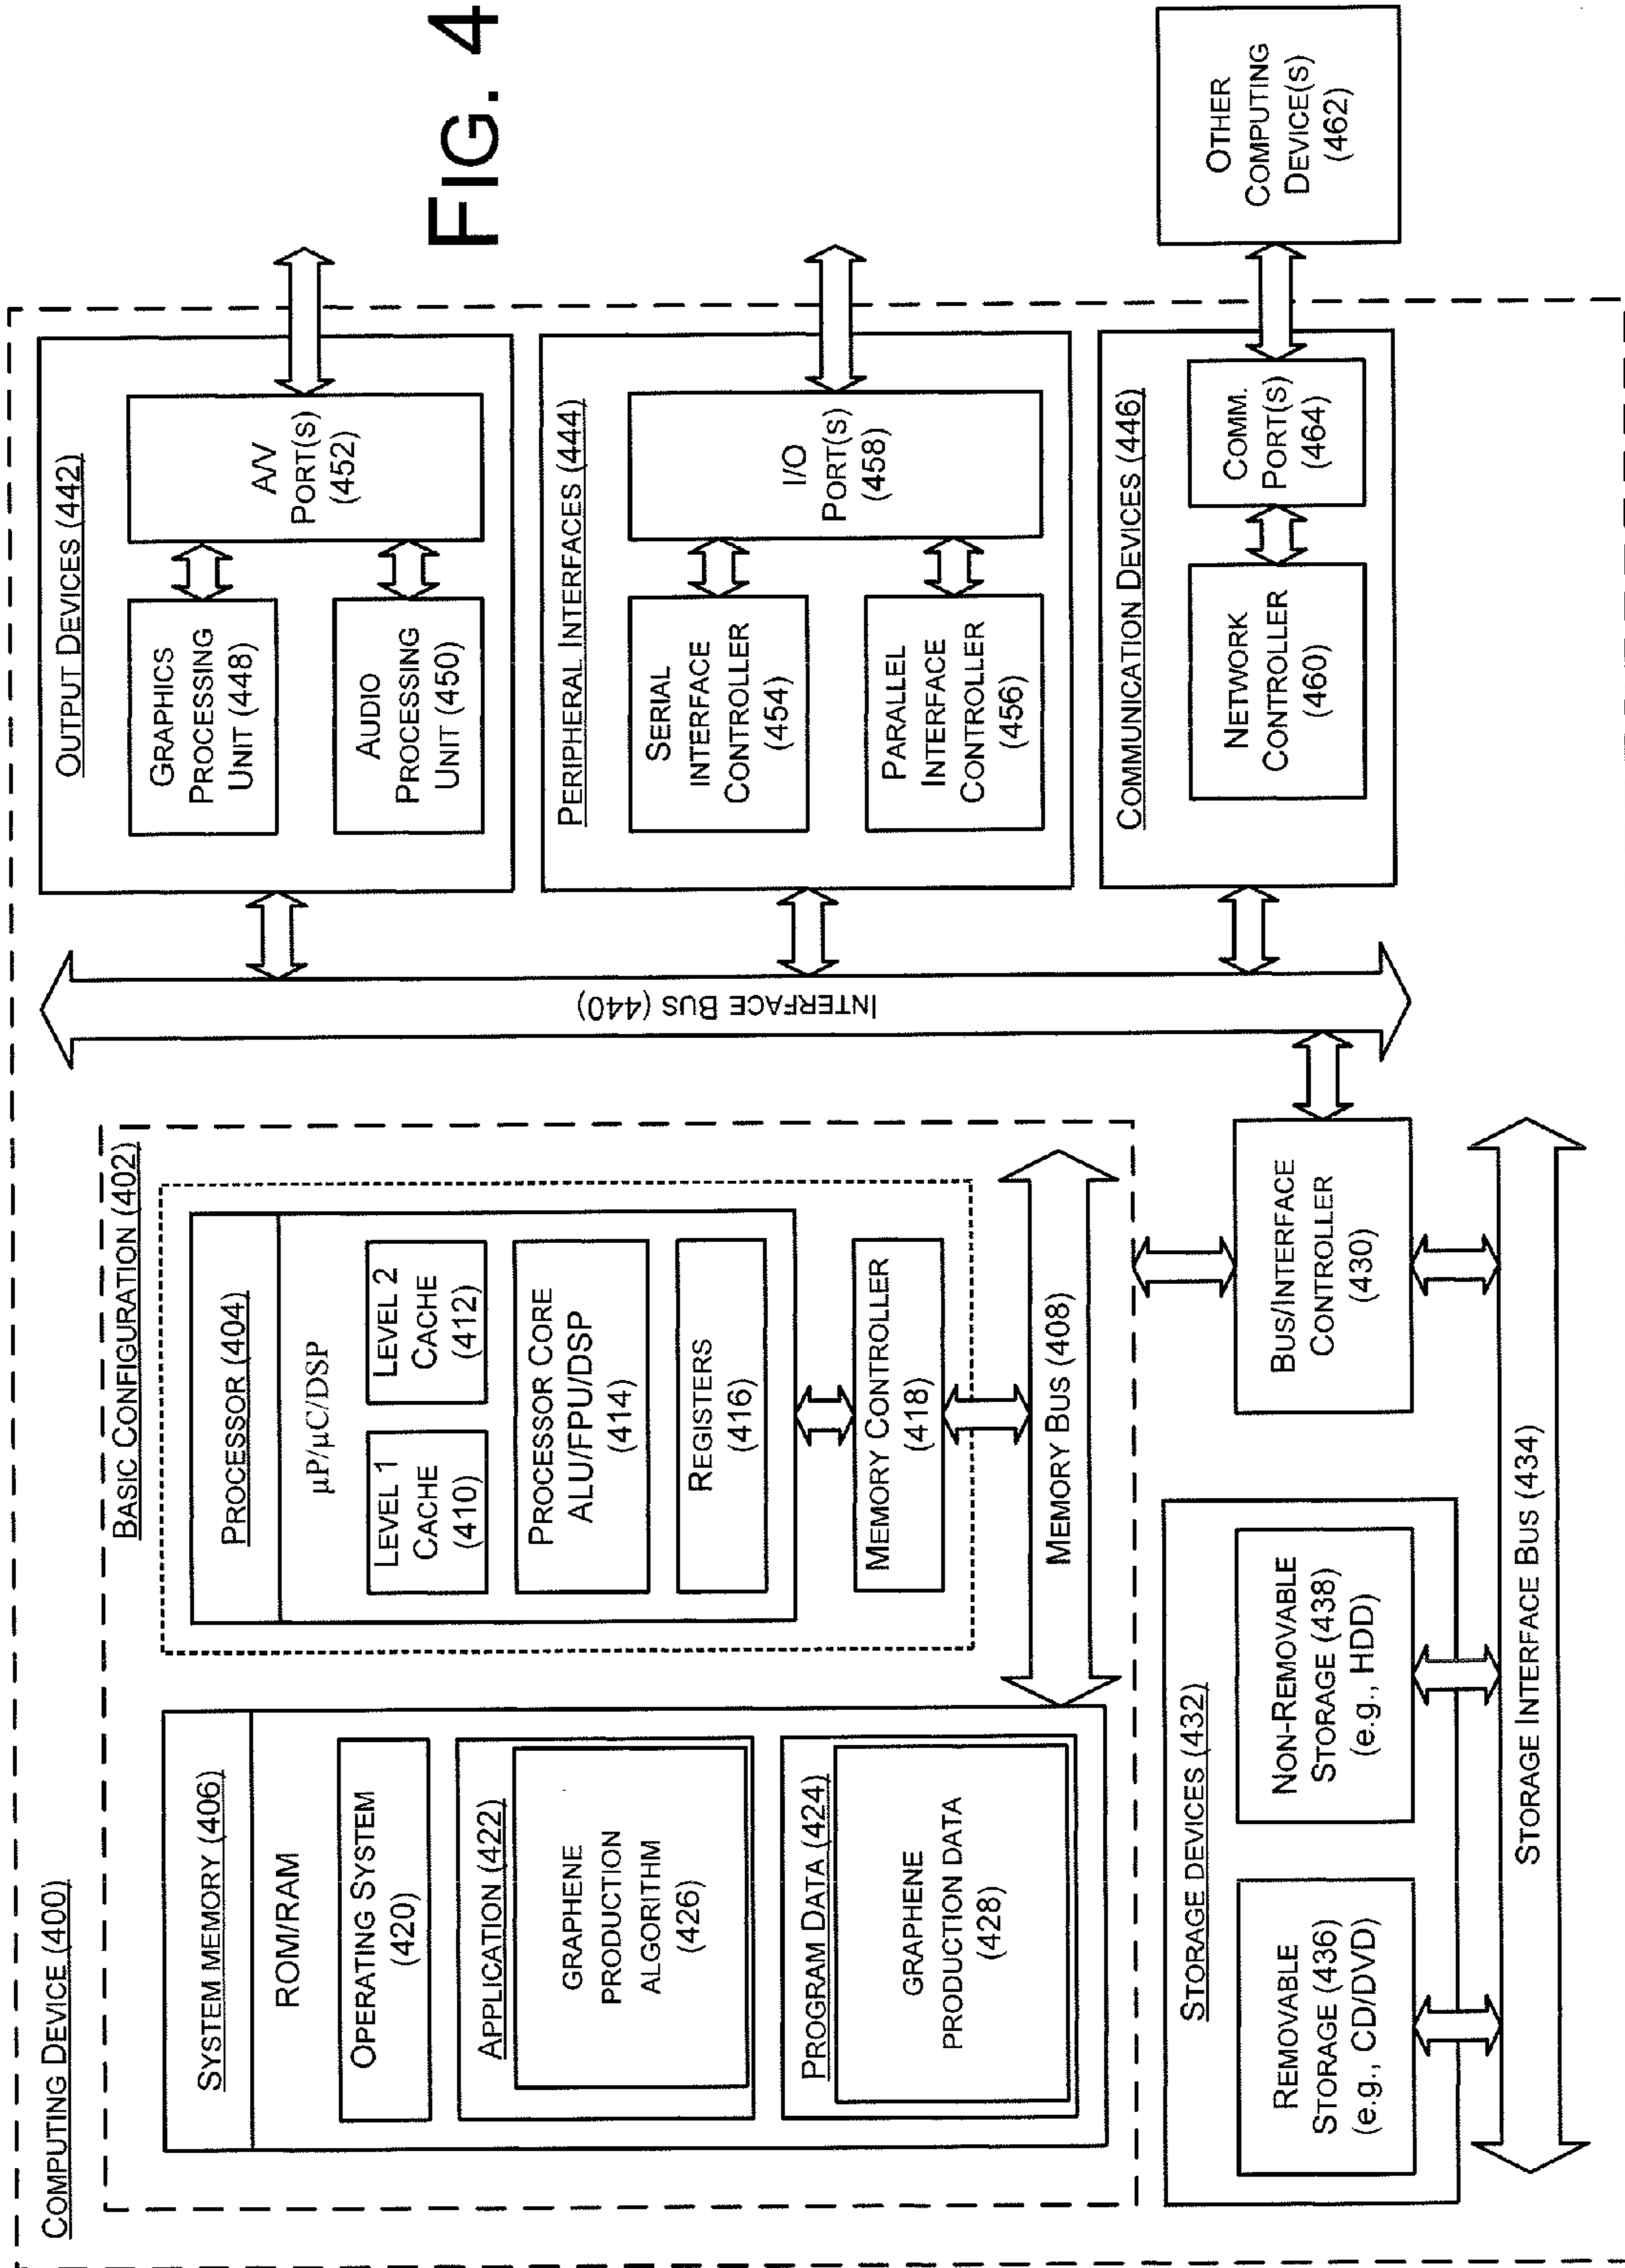 COMPUTING DEVICE (400)
BASIC CONFIGURATION (402)
SYSTEM MEMORY (406)
ROM/RAM
OPERATING SYSTEM
(420)
APPLICATION (422)
GRAPHENE
PRODUCTION
ALGORITHM
(426)
PROGRAM DATA (424)
GRAPHENE
PRODUCTION DATA
(428)
PROCESSOR (404)
µP/µC/DSP
LEVEL 1
CACHE
(410)
LEVEL 2
CACHE
(412)
PROCESSOR CORE
ALU/FPU/DSP
(414)
REGISTERS
(416)
MEMORY CONTROLLER
(418)
MEMORY BUS (408)
BUS/INTERFACE
CONTROLLER
(430)
STORAGE DEVICES (432)
REMOVABLE
STORAGE (436)
(e.g., CD/DVD)
NON-REMOVABLE
STORAGE (438)
(e.g., HDD)
STORAGE INTERFACE BUS (434)
INTERFACE BUS (440)
OUTPUT DEVICES (442)
GRAPHICS
PROCESSING
UNIT (448)
AUDIO
PROCESSING
UNIT (450)
A/V
PORT(S)
(452)
PERIPHERAL INTERFACES (444)
SERIAL
INTERFACE
CONTROLLER
(454)
PARALLEL
INTERFACE
CONTROLLER
(456)
I/O
PORT(S)
(458)
COMMUNICATION DEVICES (446)
NETWORK
CONTROLLER
(460)
COMM.
PORT(S)
(464)
OTHER
COMPUTING
DEVICE(S)
(462)
FIG. 4